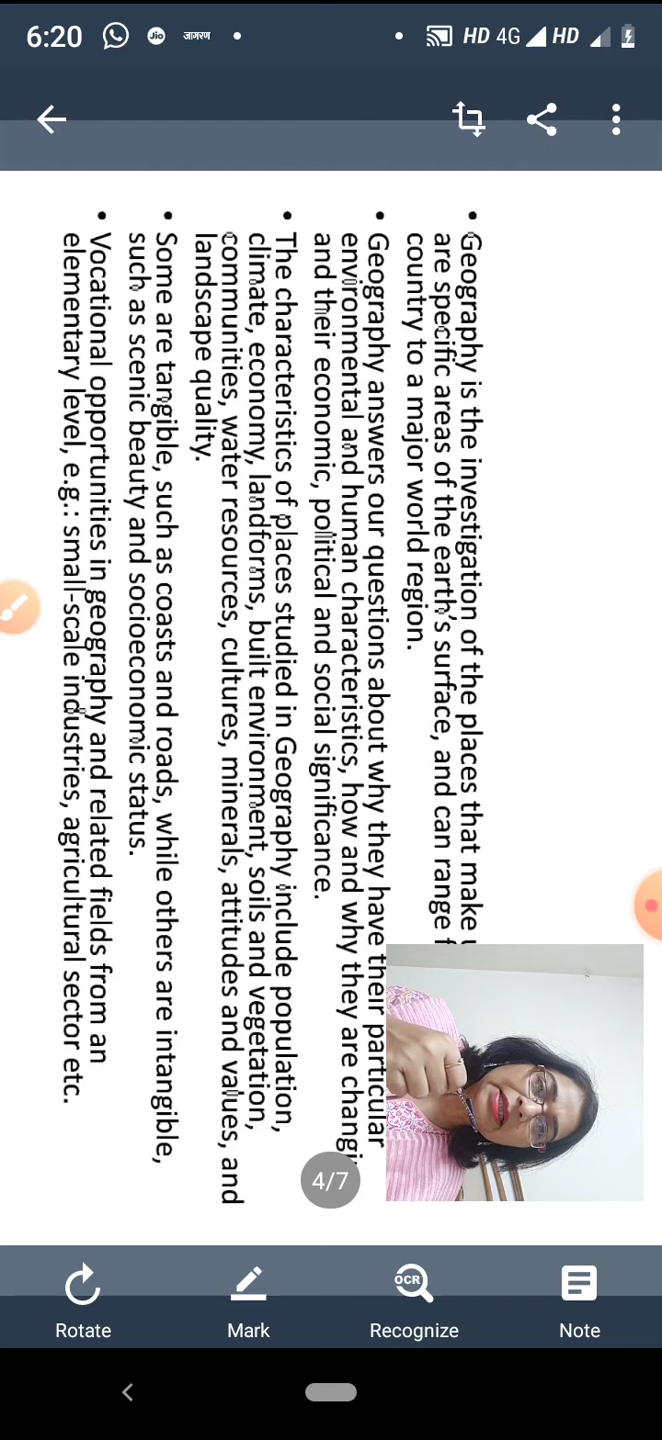 6:20
Jio
जागरण
HD 4G
HD
• Geography is the investigation of the places that make
are specific areas of the earth's surface, and can range
country to a major world region.
• Geography answers our questions about why they have their particular
environmental and human characteristics, how and why they are changi
and their economic, political and social significance.
• The characteristics of places studied in Geography include population,
climate, economy, landforms, built environment, soils and vegetation,
communities, water resources, cultures, minerals, attitudes and values, and
landscape quality.
• Some are tangible, such as coasts and roads, while others are intangible,
such as scenic beauty and socioeconomic status.
• Vocational opportunities in geography and related fields from an
elementary level, e.g.: small-scale industries, agricultural sector etc.
4/7
OCR
Rotate
Mark
Recognize
Note